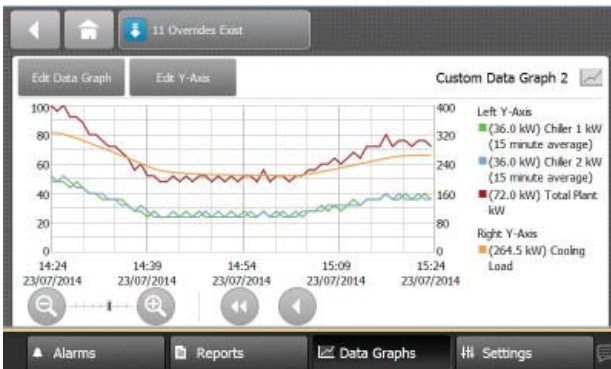 11 Overrides Exist
Edit Data Graph
Edit Y-Axis
Custom Data Graph 2
100
80
60
40
20
0
400
320
240
160
80
0
14:24
23/07/2014
14:39
23/07/2014
14:54
23/07/2014
15:09
23/07/2014
15:24
23/07/2014
Left Y-Axis
(36.0 kW) Chiller 1 kW
(15 minute average)
(36.0 kW) Chiller 2 kW
(15 minute average)
(72.0 kW) Total Plant
kW
Right Y-Axis
(264.5 kW) Cooling
Load
Alarms
Reports
Data Graphs
Settings